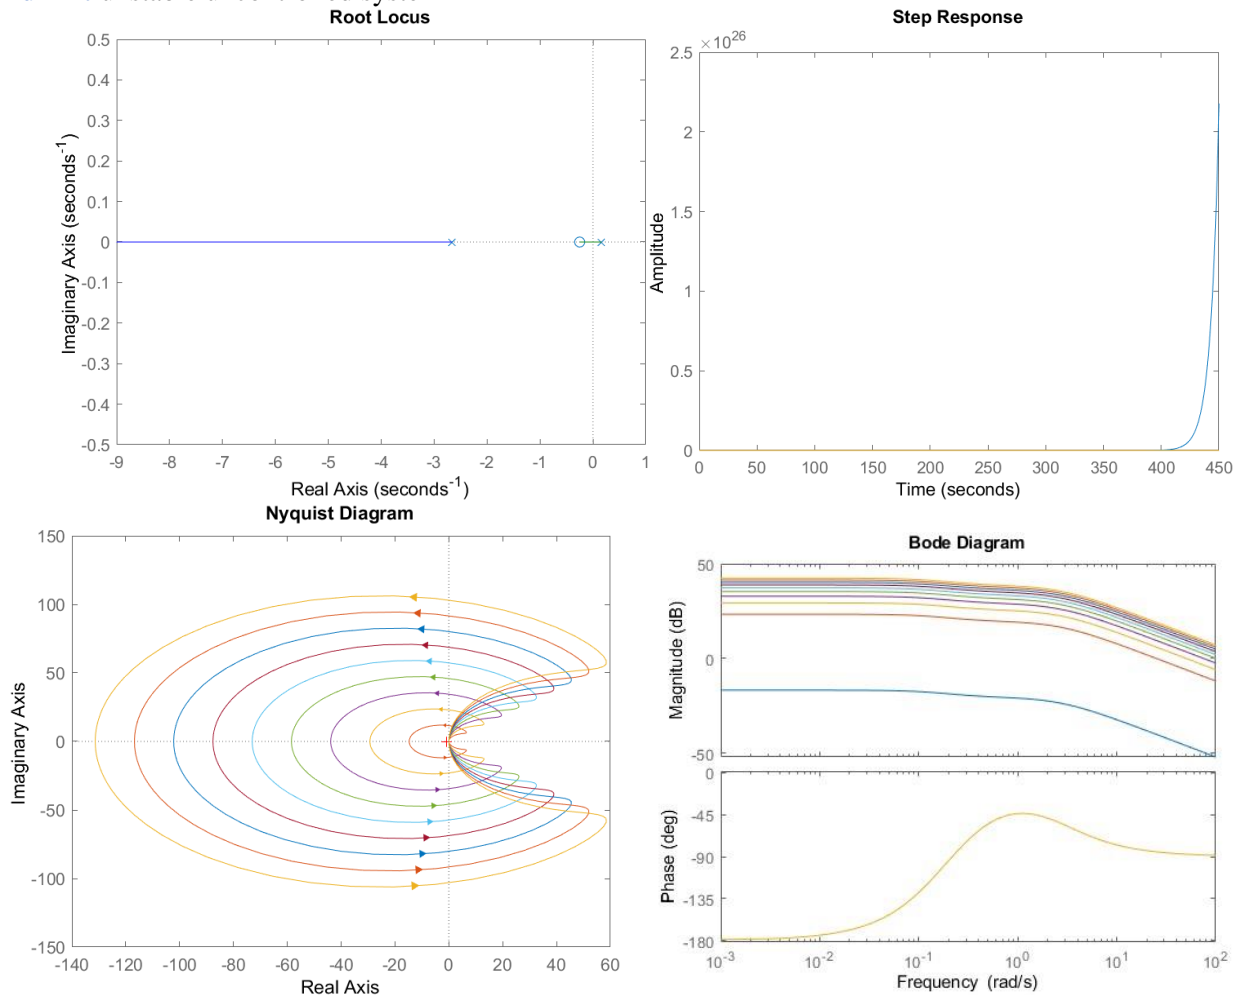 Root Locus
0.5
0.4
0.3
0.2
0.1
0
-0.1
-0.2
-0.3
-0.4
-0.5
Imaginary Axis (seconds-1)
-9 -8 -7 -6 -5 -4 -3 -2 -1 0 1
Real Axis (seconds-1)
Step Response
×10 26
2.5
2
1.5
1
0.5
0
Amplitude
0 50 100 150 200 250 300 350 400 450
Time (seconds)
Nyquist Diagram
150
100
50
0
-50
-100
-150
Imaginary Axis
-140 -120 -100 -80 -60 -40 -20 0 20 40 60
Real Axis
Bode Diagram
50
0
-50
Magnitude (dB)
0
-45
-90
-135
-180
Phase (deg)
10-3 10-2 10-1 100 101 102
Frequency (rad/s)